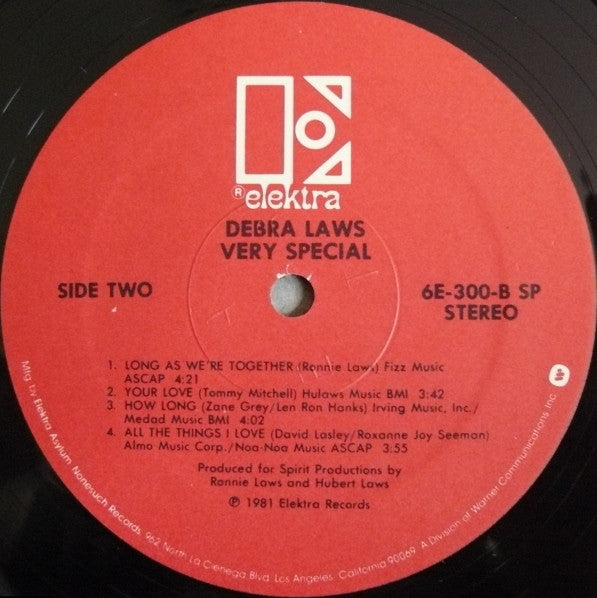 ® elektra
DEBRA LAWS
VERY SPECIAL
SIDE TWO
6E-300-B SP
STEREO
1. LONG AS WE'RE TOGETHER (Ronnie Laws) Fizz Music
ASCAP 4:21
2. YOUR LOVE (Tommy Mitchell) Hulaws Music BMI 3:42
3. HOW LONG (Zane Grey/Len Ron Hanks) Irving Music, Inc./
Medad Music BMI 4:02
4. ALL THE THINGS I LOVE (David Lasley/Roxanne Joy Seeman)
Almo Music Corp./Noa-Noa Music ASCAP 3:55
Produced for Spirit Productions by
Ronnie Laws and Hubert Laws
℗ 1981 Elektra Records
Mfg. by Elektra Asylum Nonesuch Records, 962 North La Cienega Blvd. Los Angeles, California 90069. A Division of Warner Communications Inc.